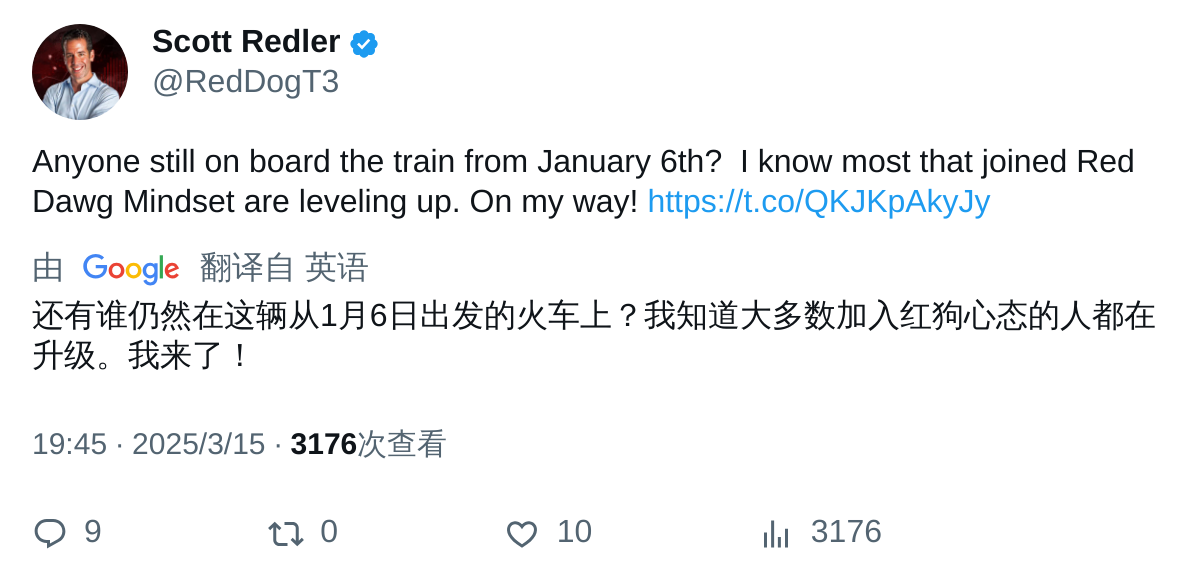 Scott Redler
@RedDogT3
Anyone still on board the train from January 6th?  I know most that joined Red
Dawg Mindset are leveling up. On my way! https://t.co/QKJKpAkyJy
由 Google 翻译自 英语
还有谁仍然在这辆从1月6日出发的火车上？我知道大多数加入红狗心态的人都在
升级。我来了！
19:45 · 2025/3/15 · 3176次查看
9 0 10 3176